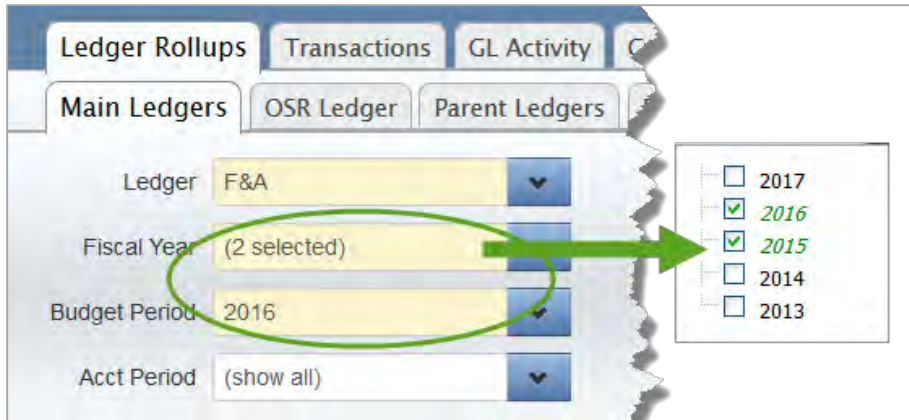 Ledger Rollups Transactions GL Activity
Main Ledgers OSR Ledger Parent Ledgers
Ledger F&A
Fiscal Year (2 selected)
Budget Period 2016
Acct Period (show all)
2017
2016
2015
2014
2013